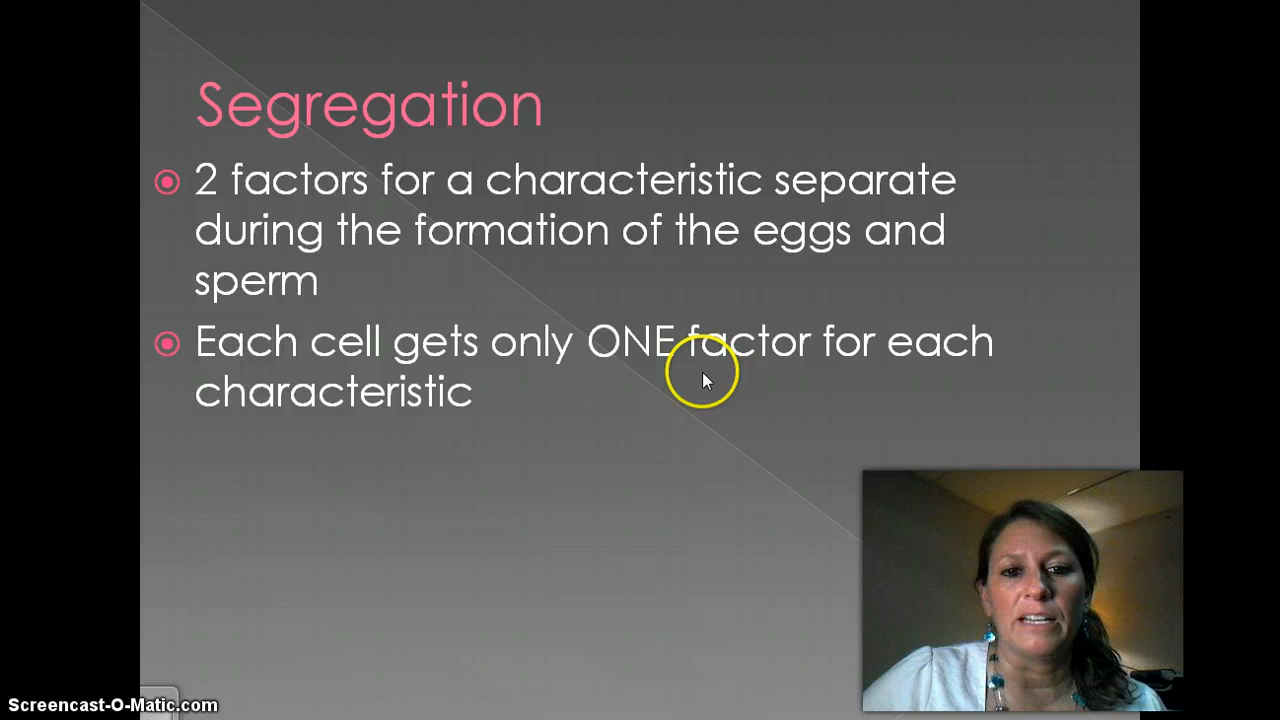 Segregation
2 factors for a characteristic separate
during the formation of the eggs and
sperm
Each cell gets only ONE factor for each
characteristic
Screencast-O-Matic.com